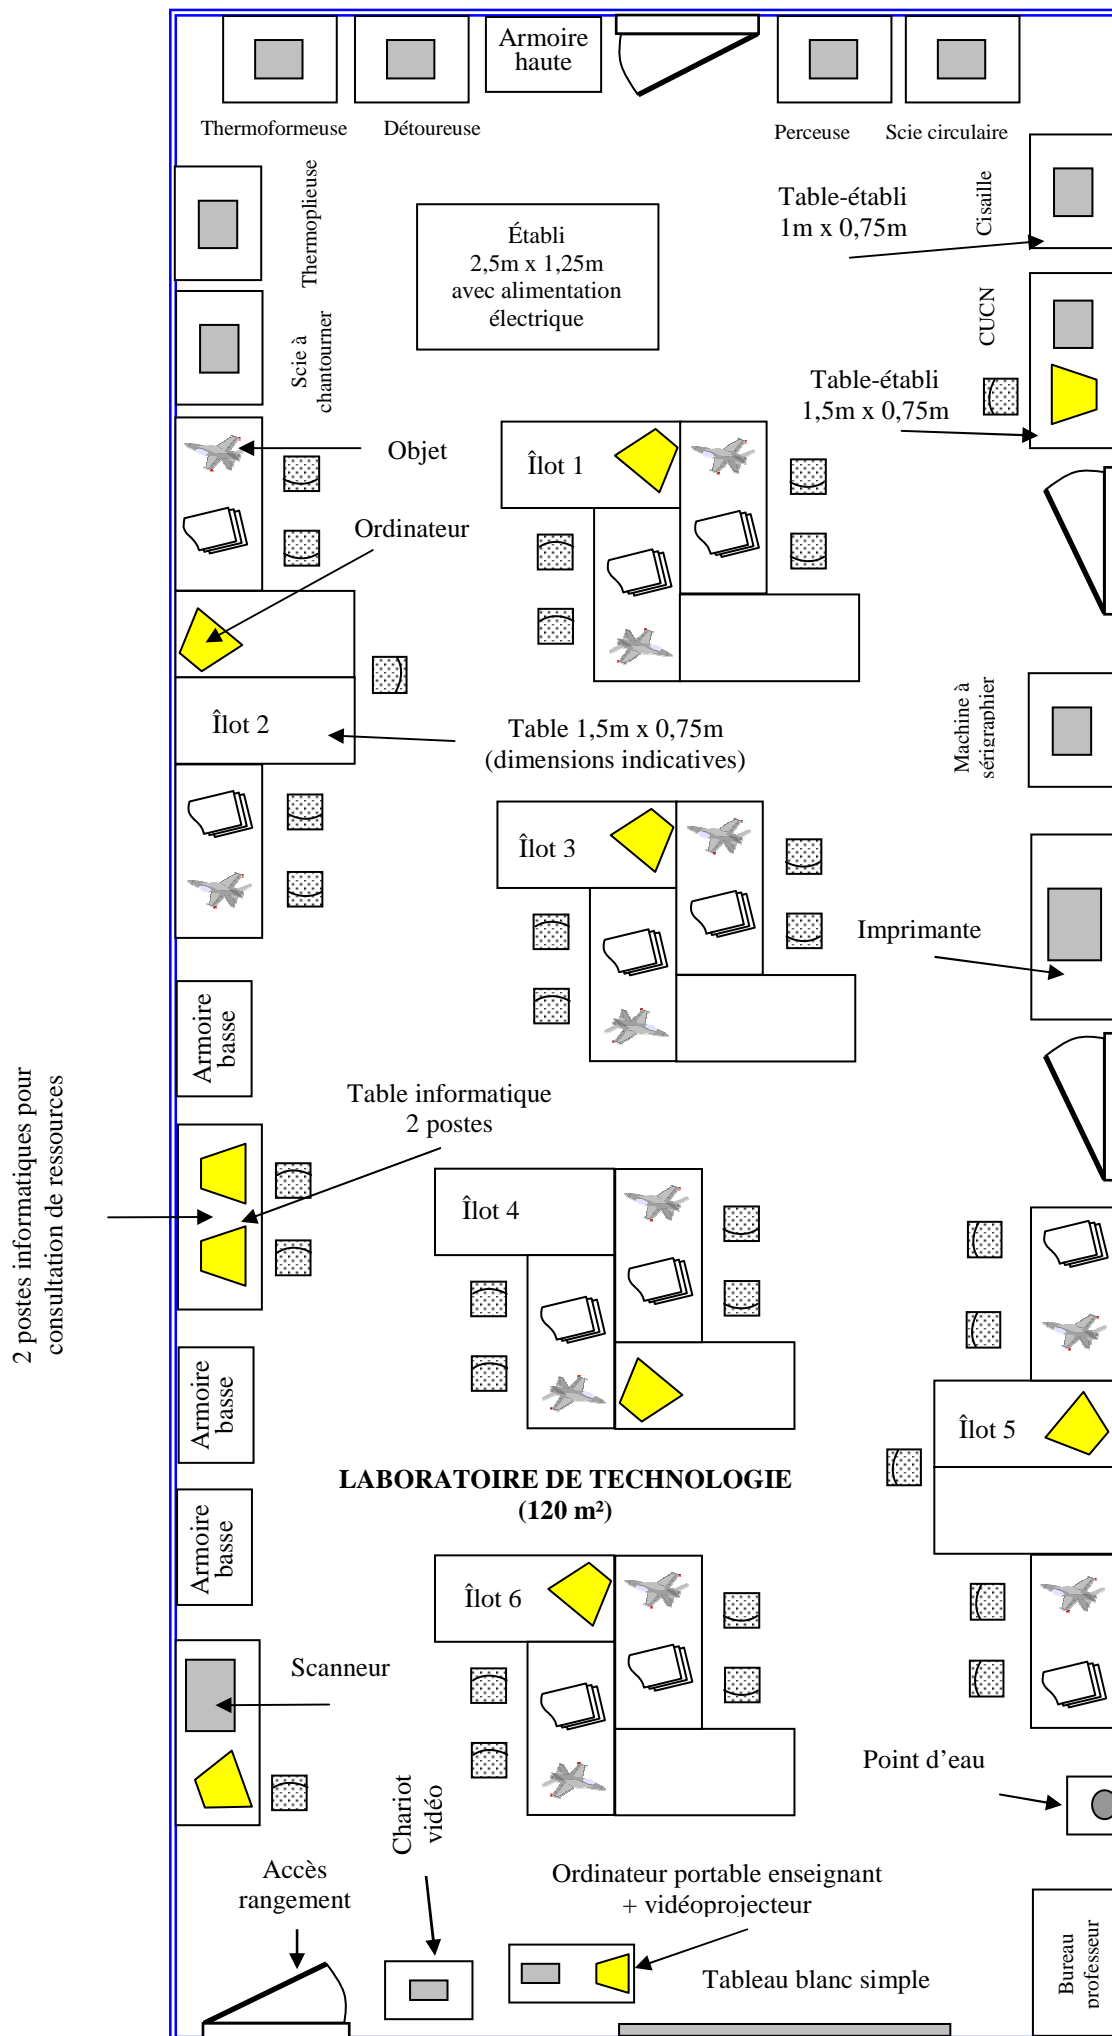 Armoire
haute
Thermoformeuse
Détoureuse
Perceuse
Scie circulaire
Thermoplieuse
Table-établi
1m x 0,75m
Cisaille
Établi
2,5m x 1,25m
avec alimentation
électrique
Scie à
chantourner
CUCN
Table-établi
1,5m x 0,75m
Objet
Îlot 1
Ordinateur
Îlot 2
Table 1,5m x 0,75m
(dimensions indicatives)
Machine à
sérigraphier
Îlot 3
Imprimante
Armoire
basse
2 postes informatiques pour
consultation de ressources
Table informatique
2 postes
Îlot 4
Armoire
basse
Îlot 5
LABORATOIRE DE TECHNOLOGIE
(120 m²)
Armoire
basse
Îlot 6
Scanneur
Point d’eau
Chariot
vidéo
Accès
rangement
Ordinateur portable enseignant
+ vidéoprojecteur
Tableau blanc simple
Bureau
professeur